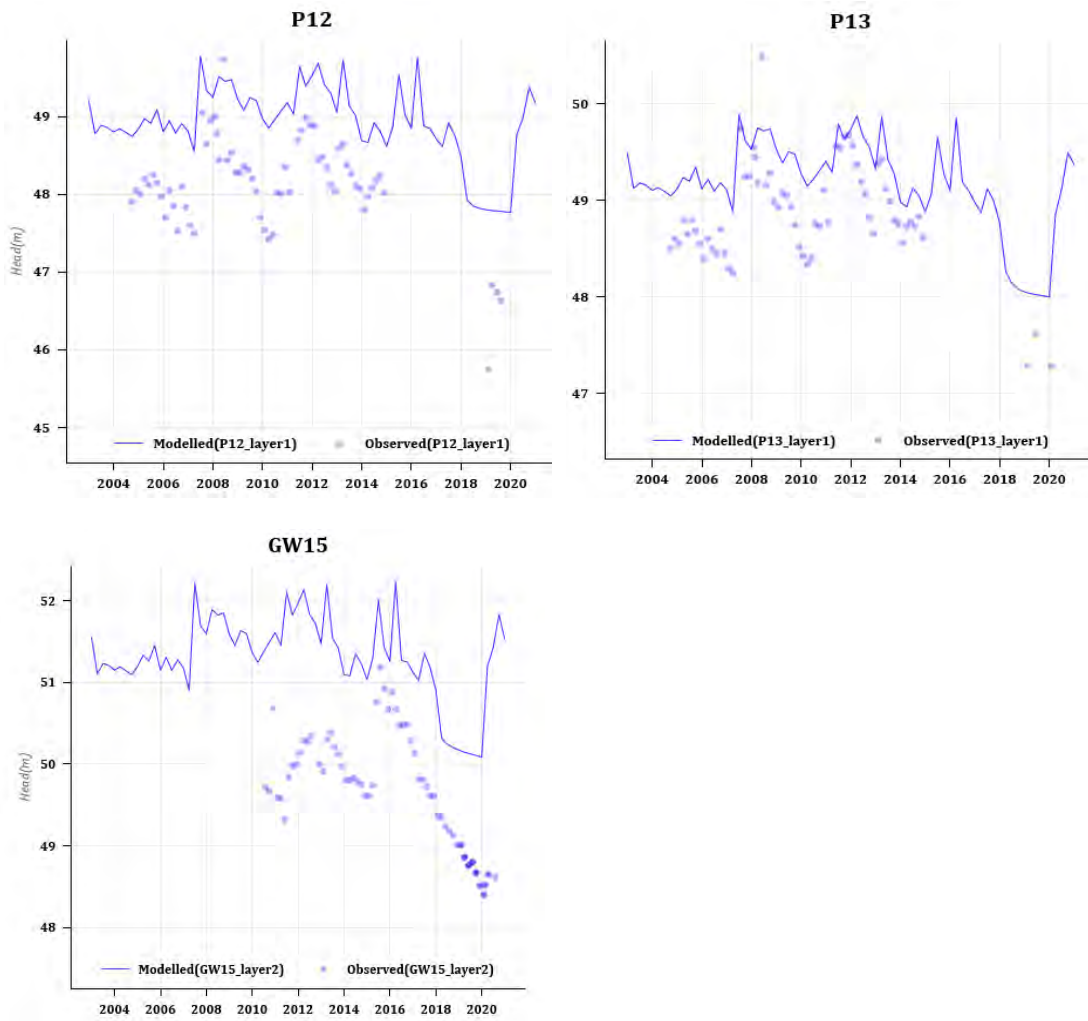 P12
Head(m)
49
48
47
46
45
Modelled(P12_layer1)
Observed(P12_layer1)
2004 2006 2008 2010 2012 2014 2016 2018 2020
P13
50
49
48
47
Modelled(P13_layer1)
Observed(P13_layer1)
2004 2006 2008 2010 2012 2014 2016 2018 2020
GW15
Head(m)
52
51
50
49
48
Modelled(GW15_layer2)
Observed(GW15_layer2)
2004 2006 2008 2010 2012 2014 2016 2018 2020